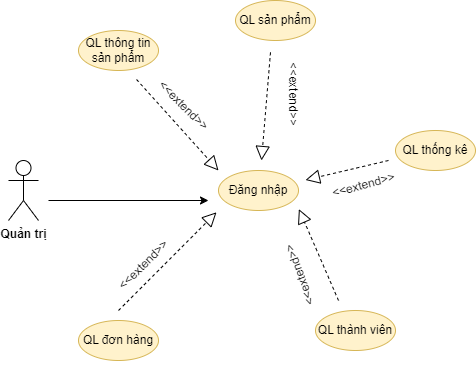 QL sản phẩm
QL thông tin
sản phẩm
<<extend>>
<<extend>>
QL thống kê
<<extend>>
Đăng nhập
Quản trị
<<extend>>
<<extend>>
QL đơn hàng
QL thành viên